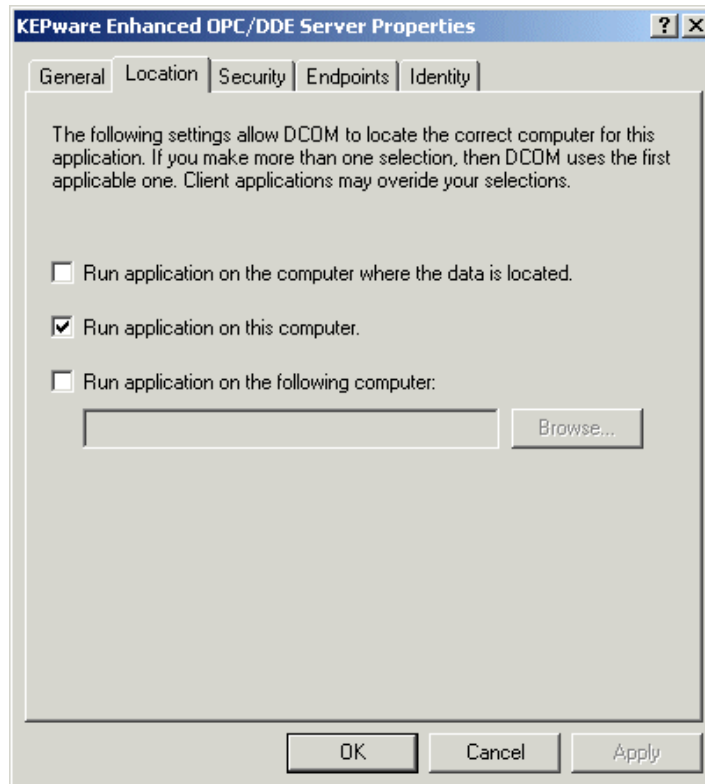 KEPware Enhanced OPC/DDE Server Properties
General Location Security Endpoints Identity
The following settings allow DCOM to locate the correct computer for this
application. If you make more than one selection, then DCOM uses the first
applicable one. Client applications may overide your selections.
Run application on the computer where the data is located.
Run application on this computer.
Run application on the following computer:
Browse...
OK Cancel Apply